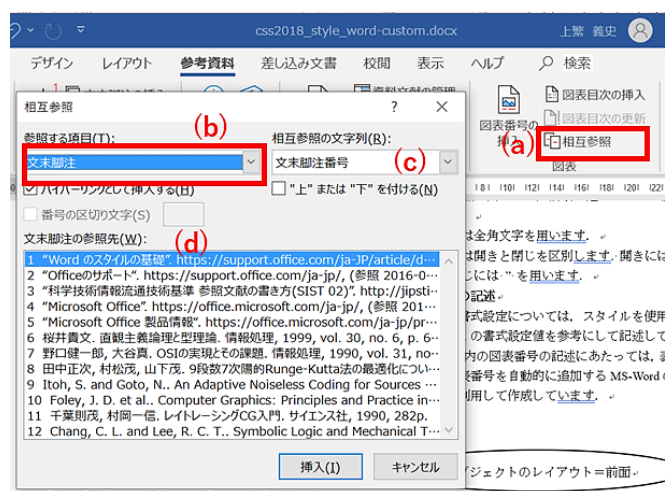 css2018_style_word-custom.docx
上繁 義史
デザイン レイアウト 参考資料 差し込み文書 校閲 表示 ヘルプ 検索
相互参照 ? ×
(b)
参照する項目(T):
文末脚注
相互参照の文字列(R):
文末脚注番号
(c)
ハイパーリンクとして挿入する(H)
"上" または "下" を付ける(N)
番号の区切り文字(S)
(d)
文末脚注の参照先(W):
1 “Word のスタイルの基礎”. https://support.office.com/ja-JP/article/d…
2 “Officeのサポート”. https://support.office.com/ja-jp/, (参照 2016-0…
3 “科学技術情報流通技術基準 参照文献の書き方(SIST 02)”. http://jipsti…
4 “Microsoft Office”. https://office.microsoft.com/ja-jp/, (参照 201…
5 “Microsoft Office 製品情報”. https://office.microsoft.com/ja-jp/pr…
6 桜井貴文. 直観主義論理と型理論. 情報処理, 1999, vol. 30, no. 6, p. 6…
7 野口健一郎, 大谷真, OSIの実現とその課題. 情報処理, 1990, vol. 31, no…
8 田中正次, 村松茂, 山下茂. 9段数7次陽的Runge-Kutta法の最適化につい…
9 Itoh, S. and Goto, N.. An Adaptive Noiseless Coding for Sources …
10 Foley, J. D. et al.. Computer Graphics: Principles and Practice in…
11 千葉則茂, 村岡一信. レイトレーシングCG入門. サイエンス社, 1990, 282p.
12 Chang, C. L. and Lee, R. C. T.. Symbolic Logic and Mechanical T…
挿入(I)
キャンセル
図表番号の
挿入
図表目次の挿入
図表目次の更新
(a)
相互参照
図表
は全角文字を用います.
は開きと閉じを区別します. 開きには
じには ” を用います.
の記述
書式設定については, スタイルを使用
の書式設定値を参考にして記述して
内の図表番号の記述にあたっては,
番号を自動的に追加する MS-Word の
利用して作成しています.
ジェクトのレイアウト＝前面